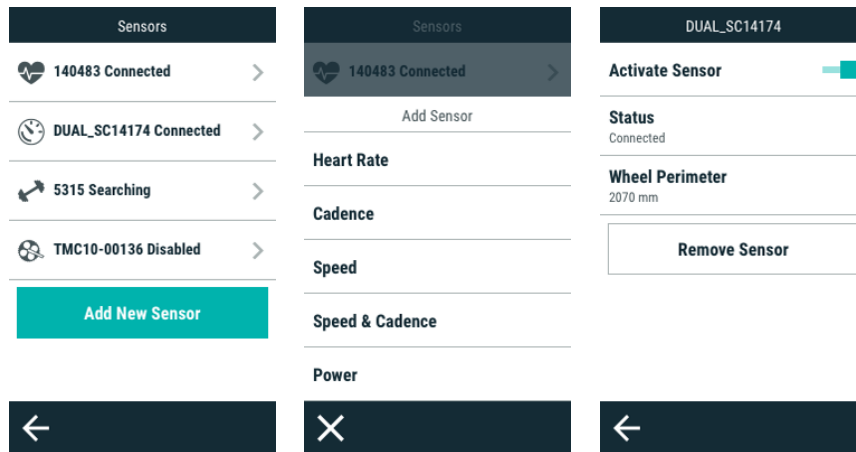 Sensors
140483 Connected
DUAL_SC14174 Connected
5315 Searching
TMC10-00136 Disabled
Add New Sensor
Sensors
140483 Connected
Add Sensor
Heart Rate
Cadence
Speed
Speed & Cadence
Power
DUAL_SC14174
Activate Sensor
Status
Connected
Wheel Perimeter
2070 mm
Remove Sensor